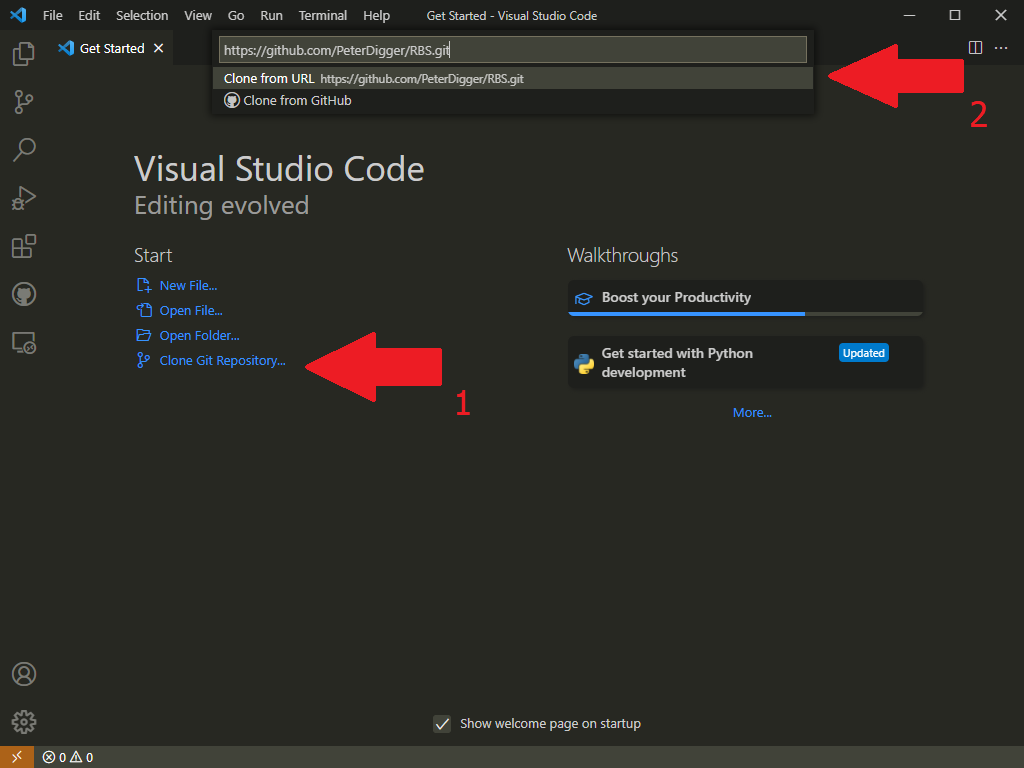 File Edit Selection View Go Run Terminal Help Get Started - Visual Studio Code
Get Started
https://github.com/PeterDigger/RBS.git
Clone from URL https://github.com/PeterDigger/RBS.git
Clone from GitHub
2
Visual Studio Code
Editing evolved
Start
New File...
Open File...
Open Folder...
Clone Git Repository...
1
Walkthroughs
Boost your Productivity
Get started with Python
development
Updated
More...
Show welcome page on startup
0 0